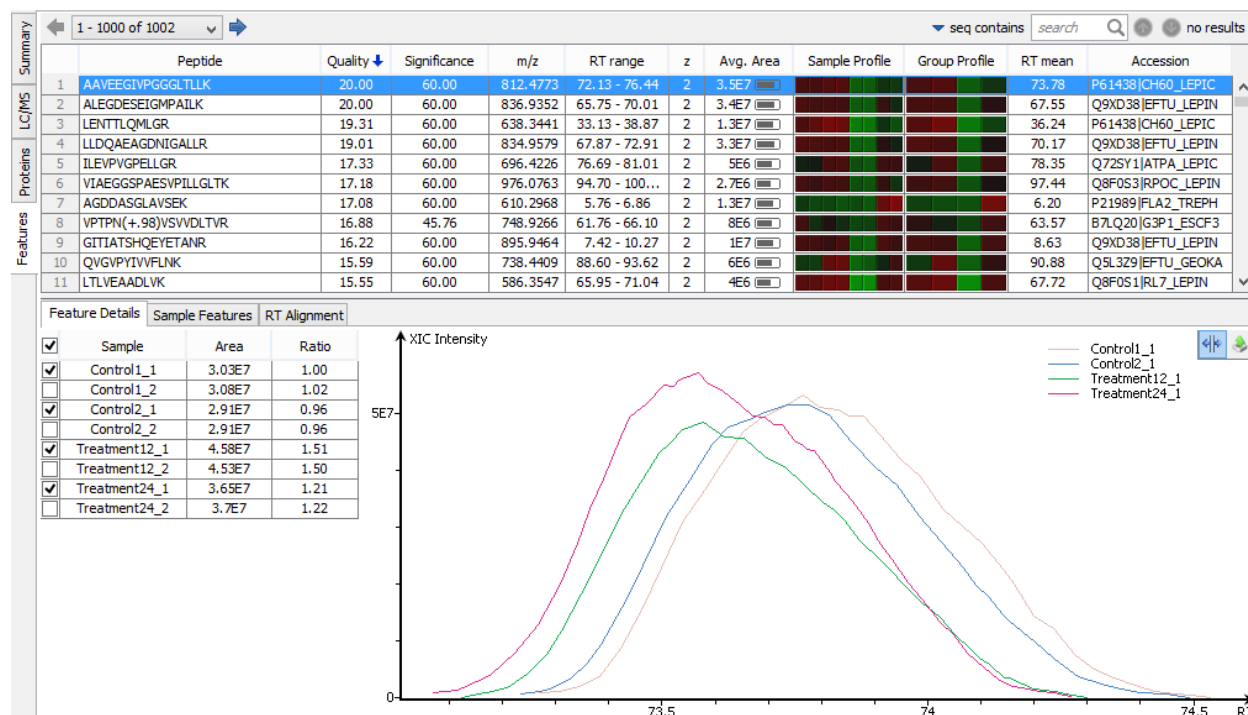 Summary
LC/MS
Proteins
Features
1 - 1000 of 1002 seq contains search no results
Peptide Quality Significance m/z RT range z Avg. Area Sample Profile Group Profile RT mean Accession
1 AAVEEGIVPGGGLTLLK 20.00 60.00 812.4773 72.13 - 76.44 2 3.5E7 73.78 P61438|CH60_LEPIC
2 ALEGDESEIGMPAILK 20.00 60.00 836.9352 65.75 - 70.01 2 3.4E7 67.55 Q9XD38|EFTU_LEPIN
3 LENTTLQMLGR 19.31 60.00 638.3441 33.13 - 38.87 2 1.3E7 36.24 P61438|CH60_LEPIC
4 LLDQAEAGDNIGALLR 19.01 60.00 834.9579 67.87 - 72.91 2 3.3E7 70.17 Q9XD38|EFTU_LEPIN
5 ILEVPVGPELLGR 17.33 60.00 696.4226 76.69 - 81.01 2 5E6 78.35 Q72SY1|ATPA_LEPIC
6 VIAEGGSPAESVPILLGLTK 17.18 60.00 976.0763 94.70 - 100... 2 2.7E6 97.44 Q8F0S3|RPOC_LEPIN
7 AGDDASGLAVSEK 17.08 60.00 610.2968 5.76 - 6.86 2 1.3E7 6.20 P21989|FLA2_TREPH
8 VPTPN(+.98)VSVVDLTVR 16.88 45.76 748.9266 61.76 - 66.10 2 8E6 63.57 B7LQ20|G3P1_ESCF3
9 GITIATSHQEYETANR 16.22 60.00 895.9464 7.42 - 10.27 2 1E7 8.63 Q9XD38|EFTU_LEPIN
10 QVGVPYIVVFLNK 15.59 60.00 738.4409 88.60 - 93.62 2 6E6 90.88 Q5L3Z9|EFTU_GEOKA
11 LTLVEAADLVK 15.55 60.00 586.3547 65.95 - 71.04 2 4E6 67.72 Q8F0S1|RL7_LEPIN
Feature Details Sample Features RT Alignment
Sample Area Ratio
Control1_1 3.03E7 1.00
Control1_2 3.08E7 1.02
Control2_1 2.91E7 0.96
Control2_2 2.91E7 0.96
Treatment12_1 4.58E7 1.51
Treatment12_2 4.53E7 1.50
Treatment24_1 3.65E7 1.21
Treatment24_2 3.7E7 1.22
XIC Intensity
Control1_1
Control2_1
Treatment12_1
Treatment24_1
5E7
0
73.5 74 74.5